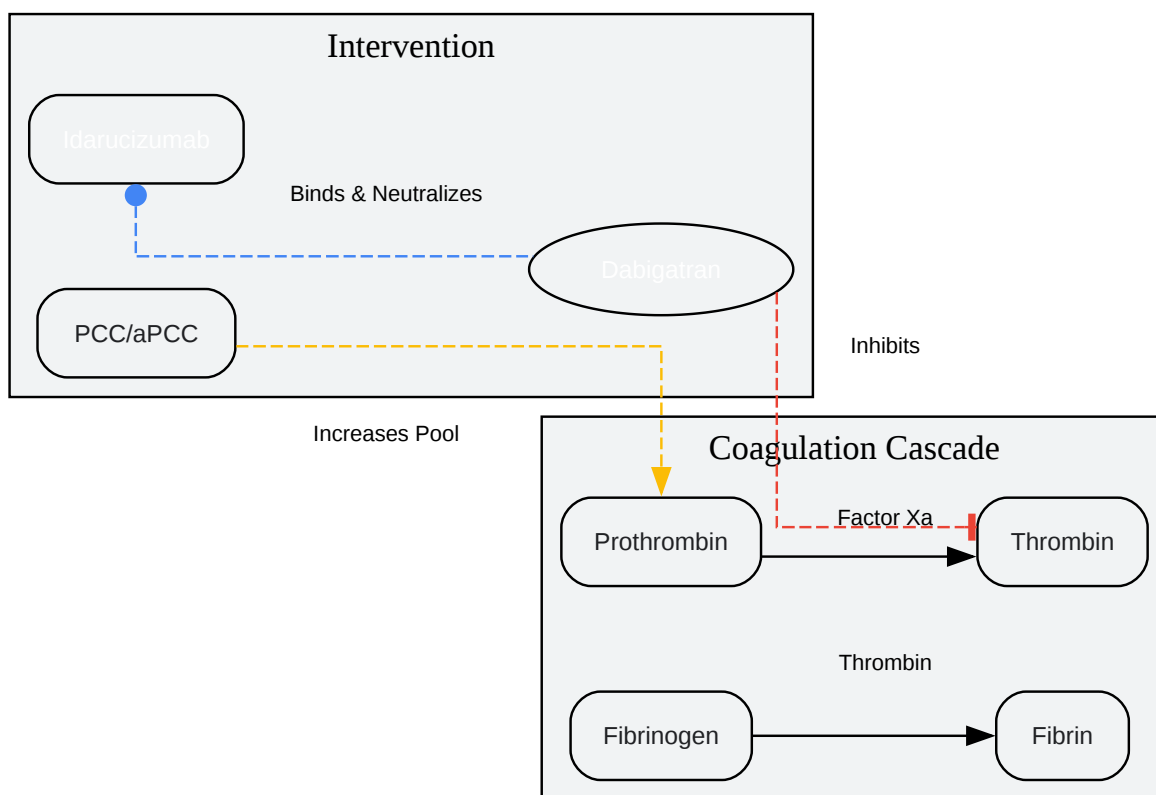 Intervention
Idarucizumab
Binds & Neutralizes
Dabigatran
PCC/aPCC
Inhibits
Increases Pool
Coagulation Cascade
Factor Xa
Prothrombin
Thrombin
Thrombin
Fibrinogen
Fibrin